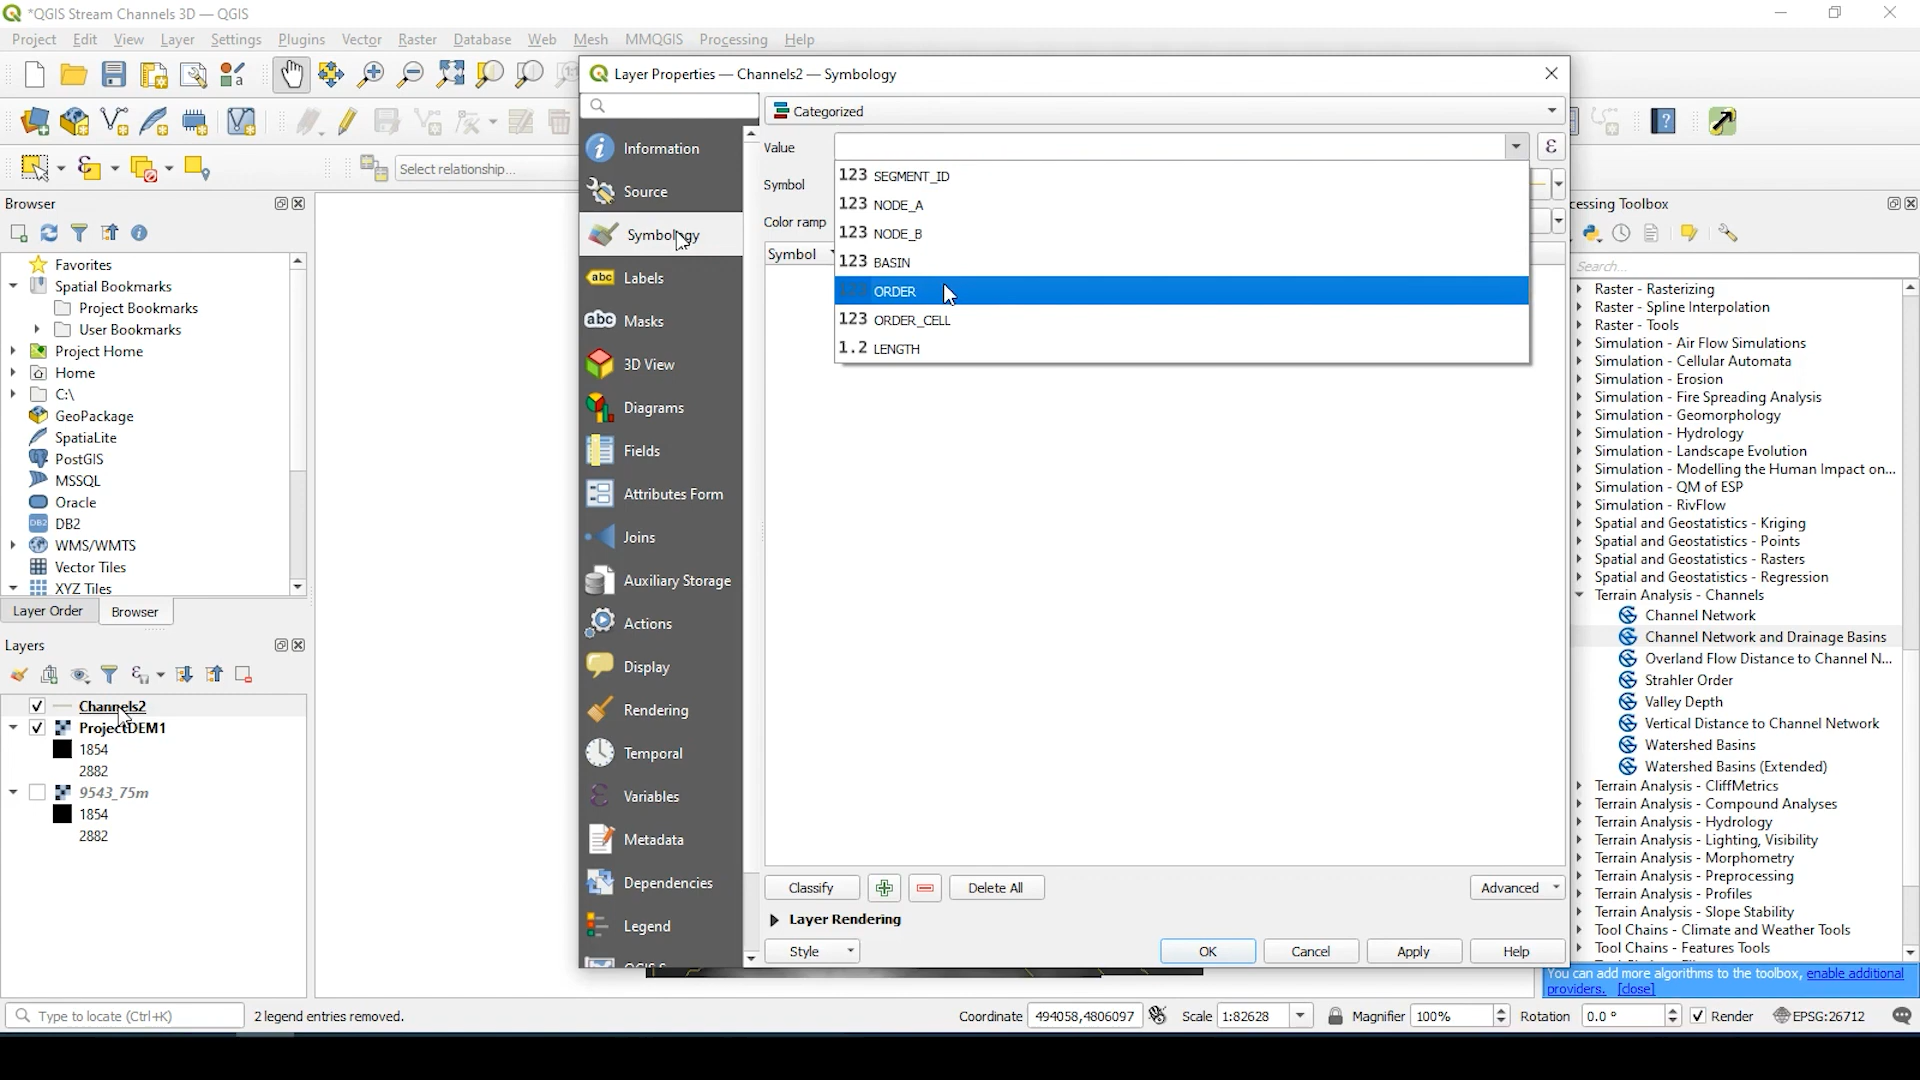 *QGIS Stream Channels 3D — QGIS
Project Edit View Layer Settings Plugins Vector Raster Database Web Mesh MMQGIS Processing Help
Select relationship...
Browser
Favorites
Spatial Bookmarks
Project Bookmarks
User Bookmarks
Project Home
Home
C:\
GeoPackage
SpatiaLite
PostGIS
MSSQL
Oracle
DB2
WMS/WMTS
Vector Tiles
XYZ Tiles
Layer Order Browser
Layers
Channels2
ProjectDEM1
1854
2882
9543_75m
1854
2882
Layer Properties — Channels2 — Symbology
Information
Source
Symbology
abc Labels
abc Masks
3D View
Diagrams
Fields
Attributes Form
Joins
Auxiliary Storage
Actions
Display
Rendering
Temporal
Variables
Metadata
Dependencies
Legend
Categorized
Value
ε
Symbol
Color ramp
Symbol
123 SEGMENT_ID
123 NODE_A
123 NODE_B
123 BASIN
123 ORDER
123 ORDER_CELL
1.2 LENGTH
Classify Delete All Advanced
Layer Rendering
Style OK Cancel Apply Help
cessing Toolbox
Search...
Raster - Rasterizing
Raster - Spline Interpolation
Raster - Tools
Simulation - Air Flow Simulations
Simulation - Cellular Automata
Simulation - Erosion
Simulation - Fire Spreading Analysis
Simulation - Geomorphology
Simulation - Hydrology
Simulation - Landscape Evolution
Simulation - Modelling the Human Impact on...
Simulation - QM of ESP
Simulation - RivFlow
Spatial and Geostatistics - Kriging
Spatial and Geostatistics - Points
Spatial and Geostatistics - Rasters
Spatial and Geostatistics - Regression
Terrain Analysis - Channels
Channel Network
Channel Network and Drainage Basins
Overland Flow Distance to Channel N...
Strahler Order
Valley Depth
Vertical Distance to Channel Network
Watershed Basins
Watershed Basins (Extended)
Terrain Analysis - CliffMetrics
Terrain Analysis - Compound Analyses
Terrain Analysis - Hydrology
Terrain Analysis - Lighting, Visibility
Terrain Analysis - Morphometry
Terrain Analysis - Preprocessing
Terrain Analysis - Profiles
Terrain Analysis - Slope Stability
Tool Chains - Climate and Weather Tools
Tool Chains - Features Tools
You can add more algorithms to the toolbox, enable additional
providers. [close]
Type to locate (Ctrl+K) 2 legend entries removed. Coordinate 494058,4806097 Scale 1:82628 Magnifier 100% Rotation 0.0 ° Render EPSG:26712